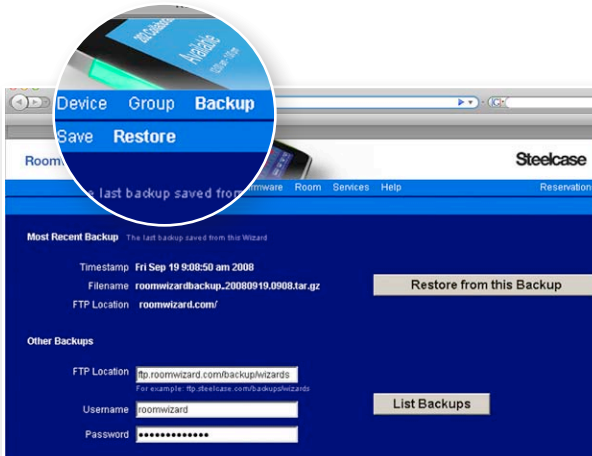 202 Collaborat
Available
Device Group Backup
Save Restore
Room
Steelcase
e last backup saved from
mware Room Services Help Reservation
Most Recent Backup The last backup saved from this Wizard
Timestamp Fri Sep 19 9:08:50 am 2008
Filename roomwizardbackup.20080919.0908.tar.gz
Restore from this Backup
FTP Location roomwizard.com/
Other Backups
FTP Location ftp.roomwizard.com/backup/wizards
For example: ftp.steelcase.com/backups/wizards
Username roomwizard
List Backups
Password •••••••••••••